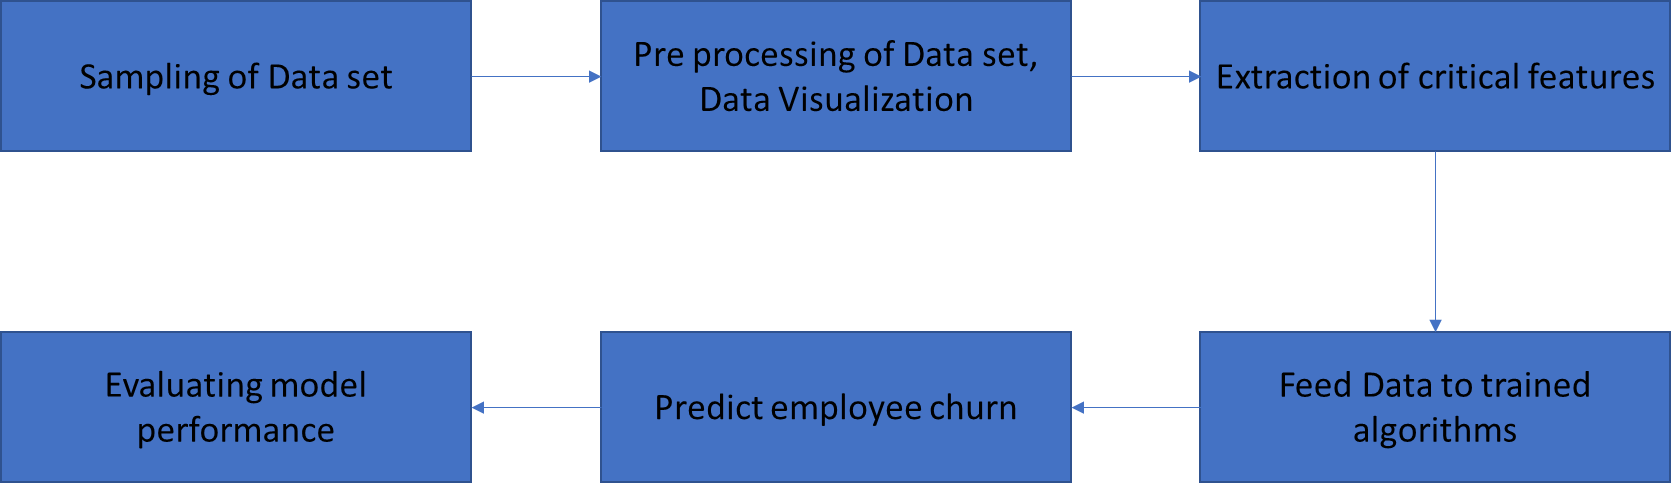 Sampling of Data set
Pre processing of Data set,
Data Visualization
Extraction of critical features
Feed Data to trained
algorithms
Predict employee churn
Evaluating model
performance